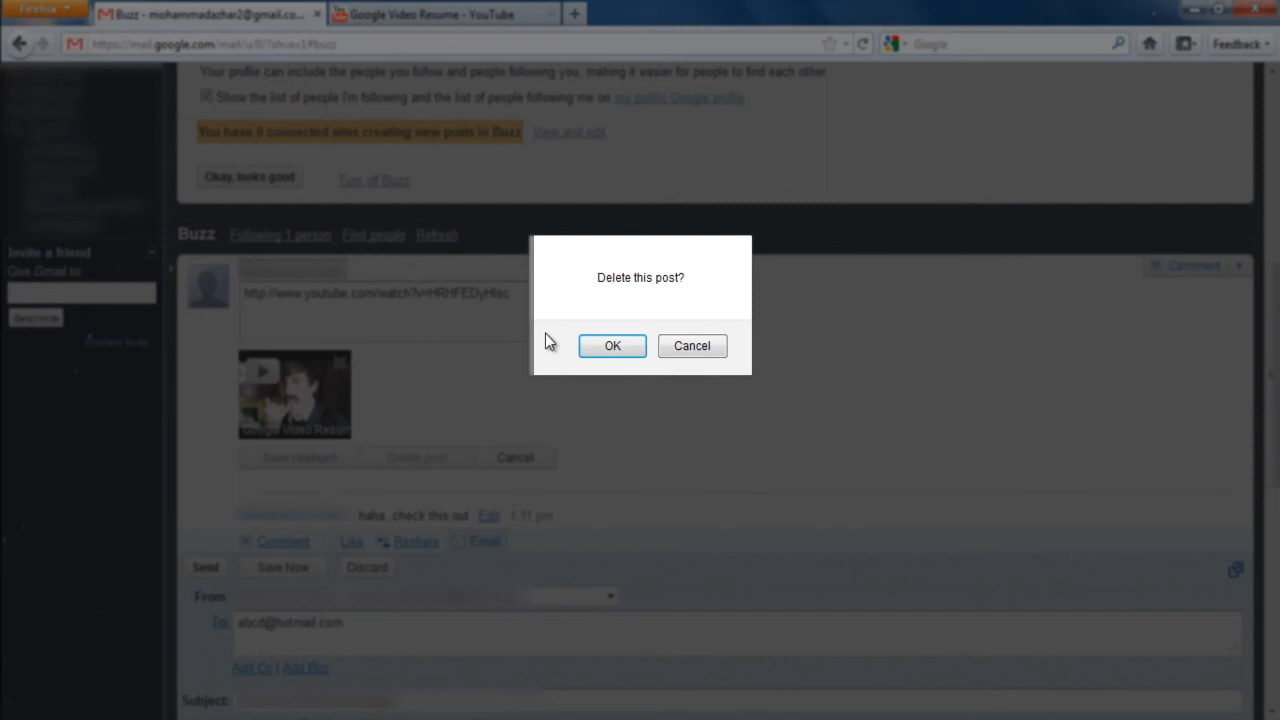 Firefox
Buzz - mohammadazhar2@gmail.co...
Google Video Resume - YouTube
https://mail.google.com/mail/u/0/?shva=1#buzz
Google
Feedback
Your profile can include the people you follow and people following you, making it easier for people to find each other
Show the list of people I'm following and the list of people following me on my public Google profile
You have 0 connected sites creating new posts in Buzz View and edit
Okay, looks good
Turn off Buzz
Buzz Following 1 person · Find people · Refresh
Invite a friend
Give Gmail to:
Send Invite
Preview Invite
Comment
http://www.youtube.com/watch?v=HRHFEDyHIsc
Delete this post?
OK
Cancel
Google Video Resum
Save changes
Delete post
Cancel
haha, check this out Edit 1:11 pm
Comment Like Reshare Email
Send
Save Now
Discard
From:
To: abcd@hotmail.com
Add Cc | Add Bcc
Subject: